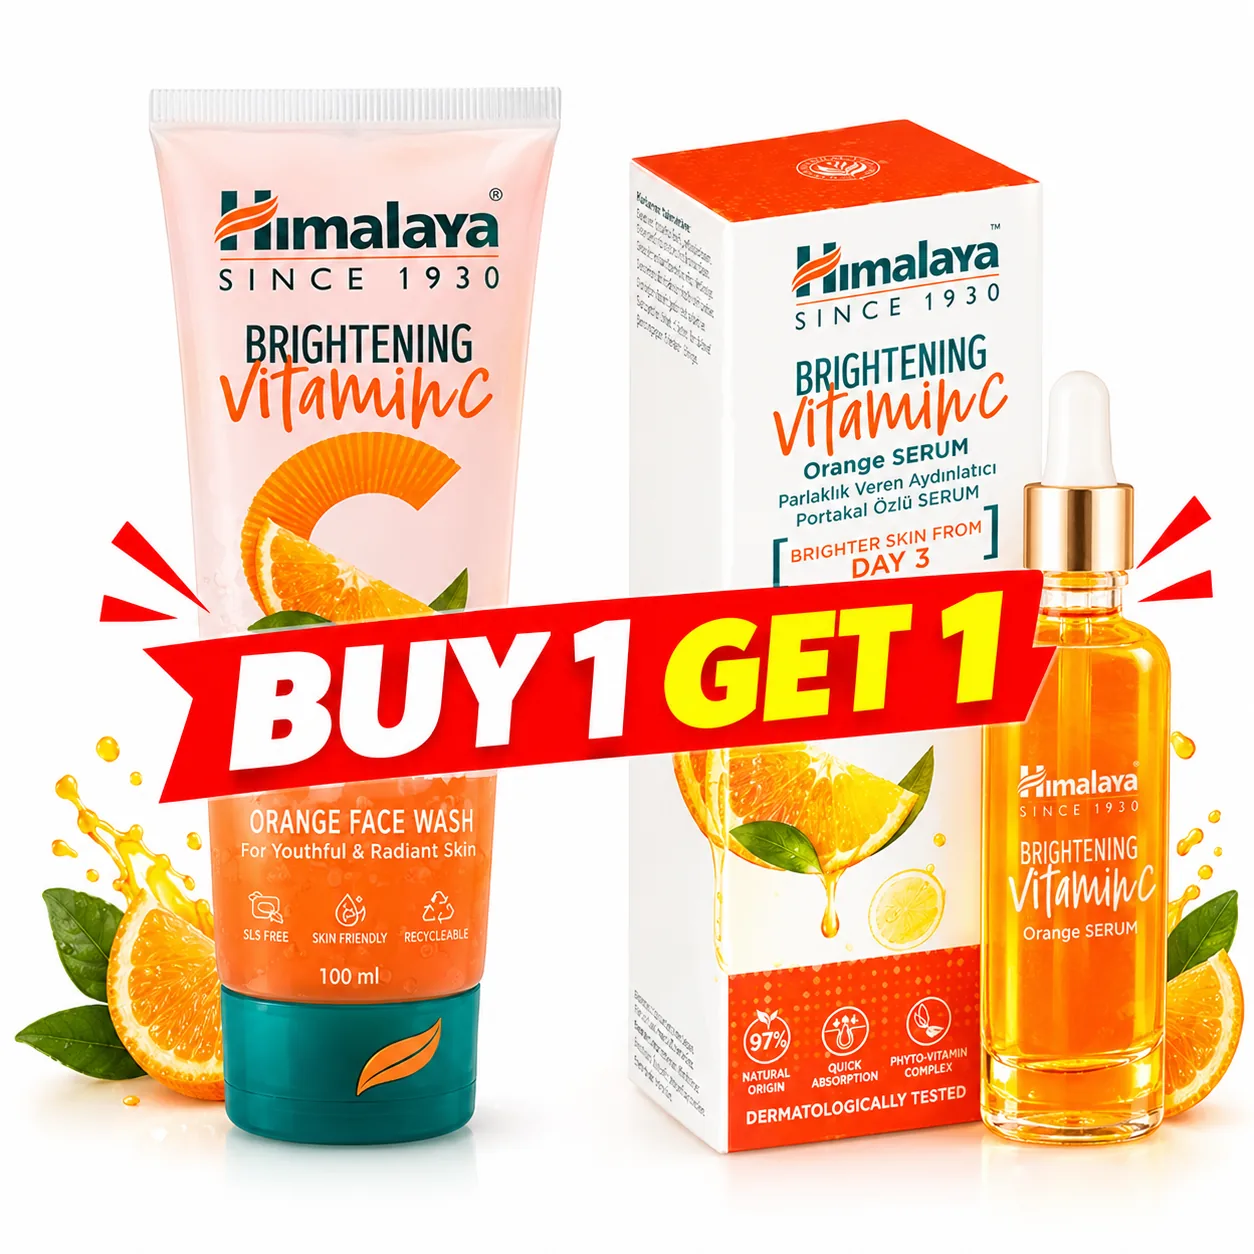 Himalaya®
SINCE 1930
BRIGHTENING
Vitamin C
ORANGE FACE WASH
For Youthful & Radiant Skin
SLS FREE
SKIN FRIENDLY
RECYCLEABLE
100 ml
Himalaya™
SINCE 1930
BRIGHTENING
Vitamin C
Orange SERUM
Parlaklık Veren Aydınlatıcı
Portakal Özlü SERUM
BRIGHTER SKIN FROM
DAY 3
BUY 1 GET 1
97%
NATURAL
ORIGIN
QUICK
ABSORPTION
PHYTO-VITAMIN
COMPLEX
DERMATOLOGICALLY TESTED
Himalaya
SINCE 1930
BRIGHTENING
Vitamin C
Orange SERUM